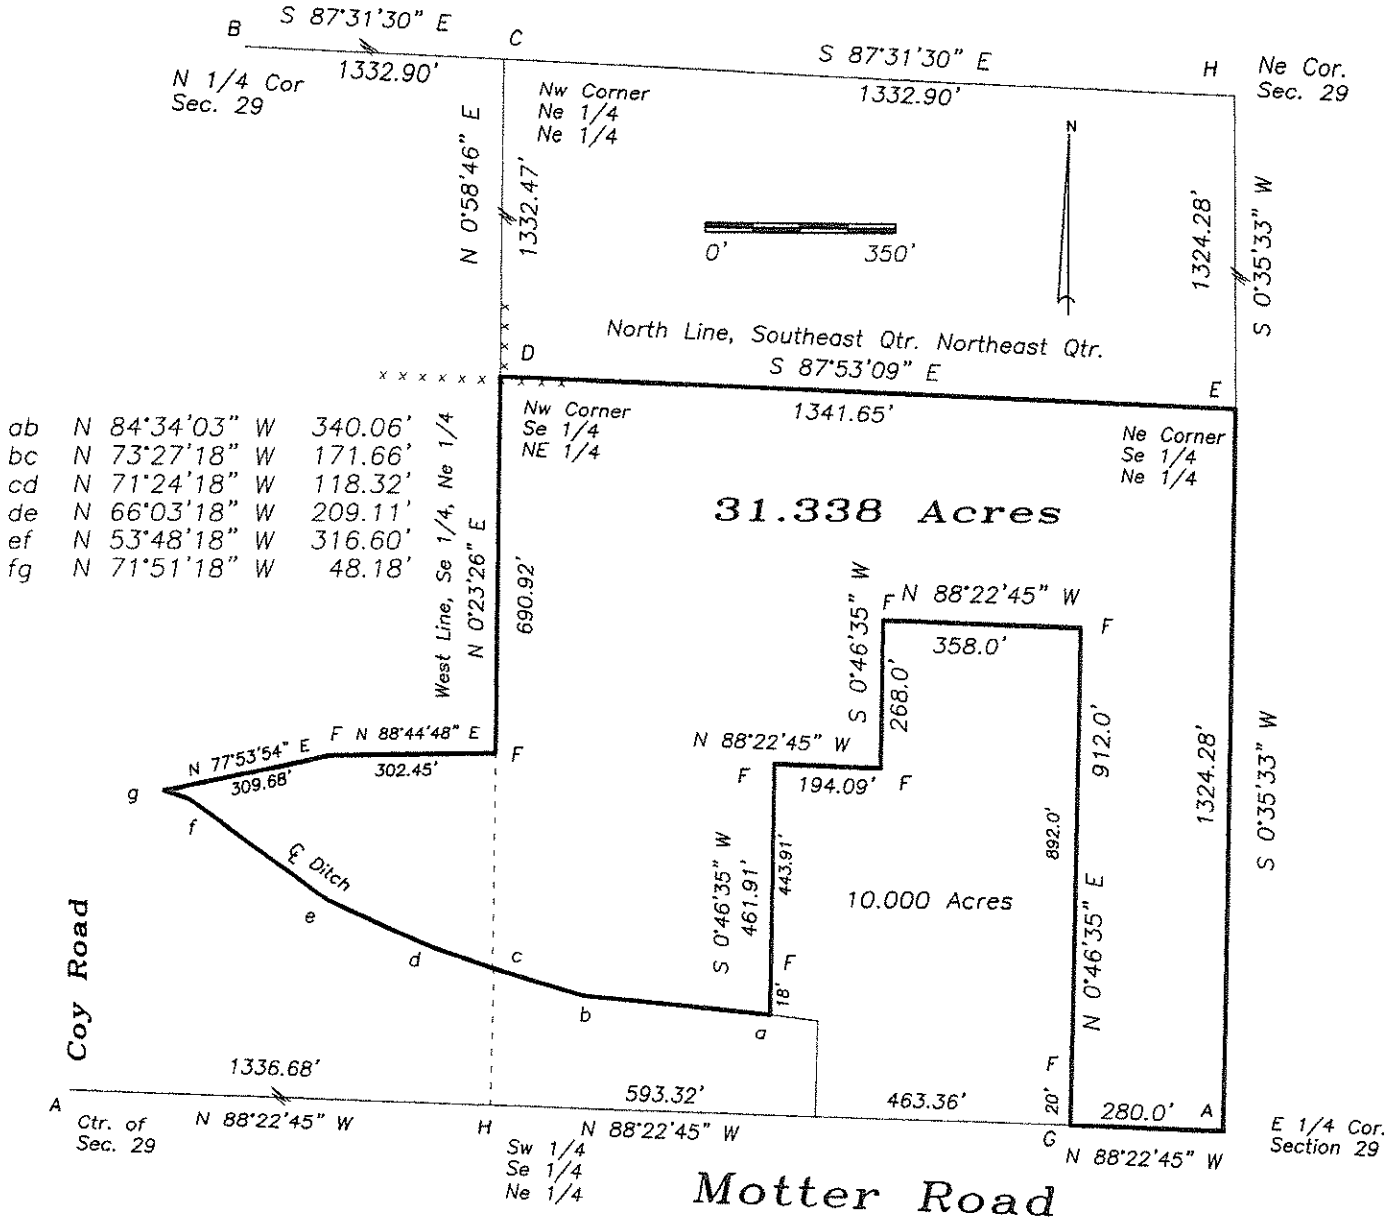 B
S 87°31'30" E
C
1332.90'
N 1/4 Cor
Sec. 29
S 87°31'30" E
1332.90'
H
Ne Cor.
Sec. 29
Nw Corner
Ne 1/4
Ne 1/4
N 0°58'46" E
1332.47'
N
0'
350'
1324.28'
S 0°35'33" W
North Line, Southeast Qtr. Northeast Qtr.
S 87°53'09" E
1341.65'
D
E
x x x x x x x x x
x
x
x
x
Nw Corner
Se 1/4
NE 1/4
Ne Corner
Se 1/4
Ne 1/4
ab N 84°34'03" W 340.06'
bc N 73°27'18" W 171.66'
cd N 71°24'18" W 118.32'
de N 66°03'18" W 209.11'
ef N 53°48'18" W 316.60'
fg N 71°51'18" W 48.18'
West Line, Se 1/4, Ne 1/4
N 0°23'26" E
690.92'
31.338 Acres
S 0°46'35" W
268.0'
F
N 88°22'45" W
358.0'
F
N 88°22'45" W
194.09'
F
F
912.0'
892.0'
N 0°46'35" E
1324.28'
S 0°35'33" W
g
N 77°53'54" E
309.68'
F
N 88°44'48" E
302.45'
F
f
℄ Ditch
e
d
c
b
a
S 0°46'35" W
461.91'
443.91'
F
18'
10.000 Acres
Coy Road
A
Ctr. of
Sec. 29
1336.68'
N 88°22'45" W
H
Sw 1/4
Se 1/4
Ne 1/4
593.32'
N 88°22'45" W
463.36'
F
20'
G
280.0'
A
N 88°22'45" W
E 1/4 Cor.
Section 29
Motter Road